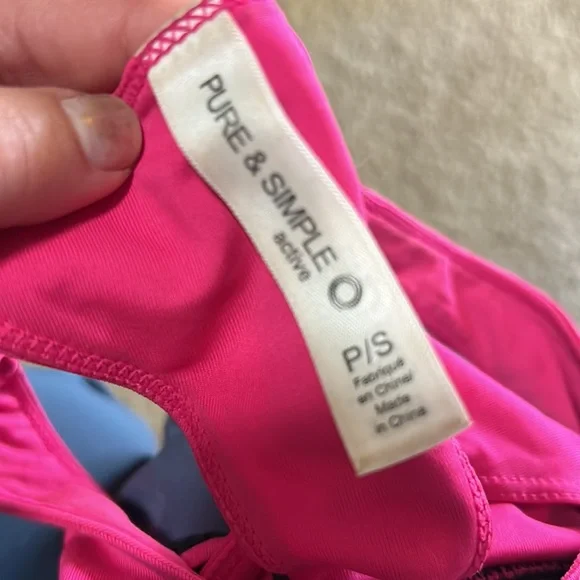 PURE & SIMPLE
active
P/S
Fabriqué
en Chine/
Made
in China